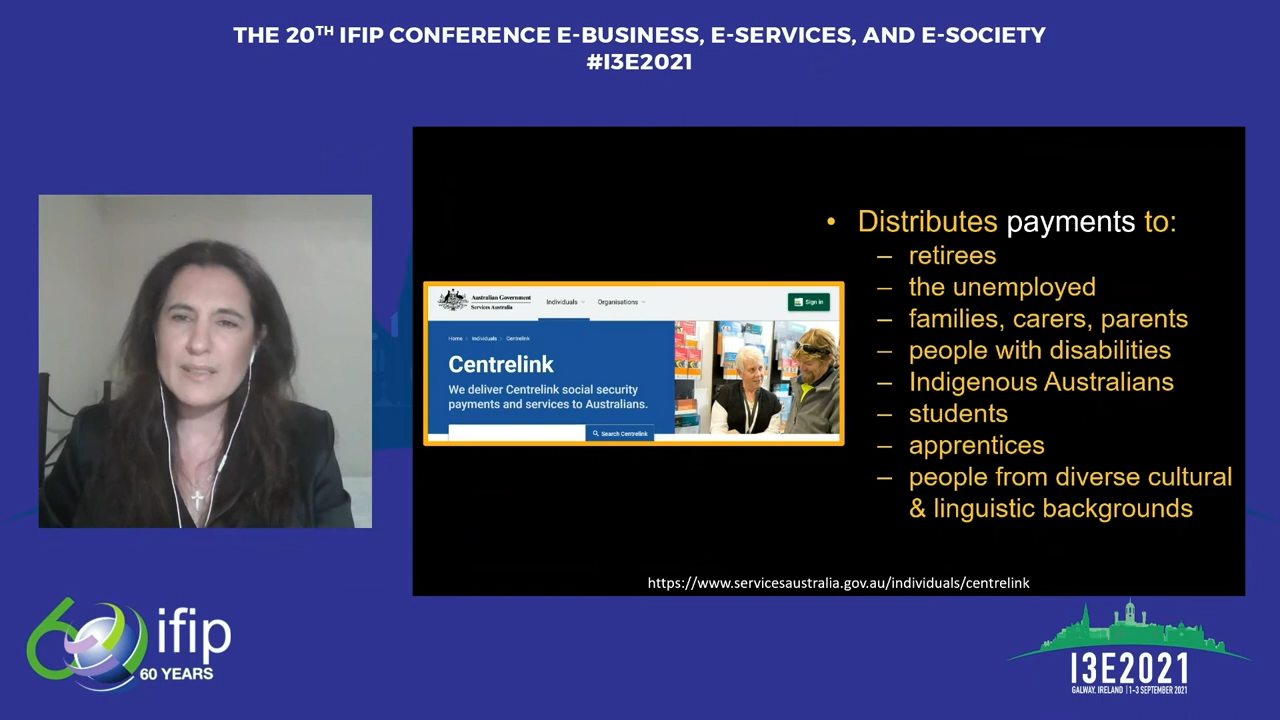 THE 20TH IFIP CONFERENCE E-BUSINESS, E-SERVICES, AND E-SOCIETY
#I3E2021
Australian Government
Services Australia
Individuals
Organisations
Sign in
Home > Individuals > Centrelink
Centrelink
We deliver Centrelink social security
payments and services to Australians.
Search Centrelink
• Distributes payments to:
– retirees
– the unemployed
– families, carers, parents
– people with disabilities
– Indigenous Australians
– students
– apprentices
– people from diverse cultural
& linguistic backgrounds
https://www.servicesaustralia.gov.au/individuals/centrelink
60 ifip
60 YEARS
I3E2021
GALWAY, IRELAND | 1-3 SEPTEMBER 2021